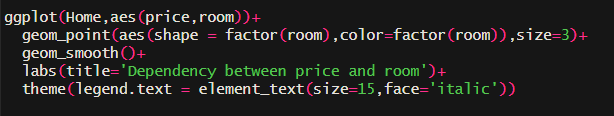 ggplot(Home,aes(price,room))+
geom_point(aes(shape = factor(room),color=factor(room)),size=3)+
geom_smooth()+
labs(title='Dependency between price and room')+
theme(legend.text = element_text(size=15,face='italic'))